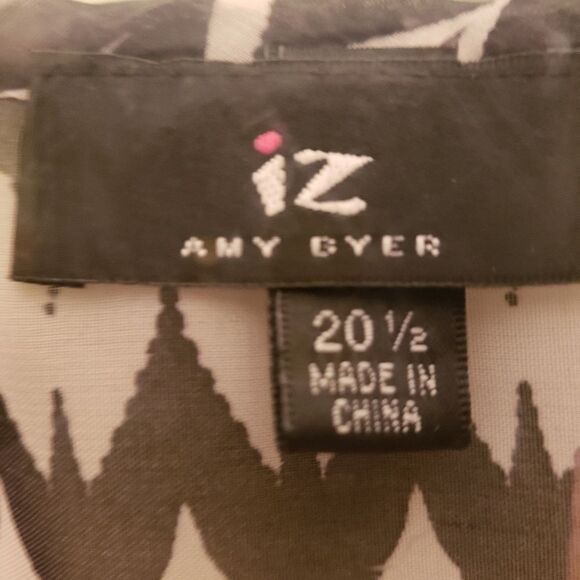 iz
AMY BYER
20 ½
MADE IN
CHINA